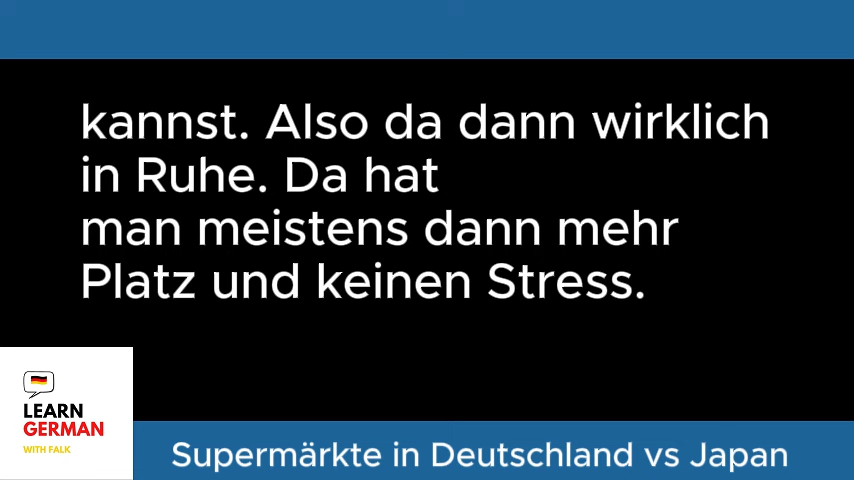 kannst. Also da dann wirklich
in Ruhe. Da hat
man meistens dann mehr
Platz und keinen Stress.
LEARN
GERMAN
WITH FALK
Supermärkte in Deutschland vs Japan